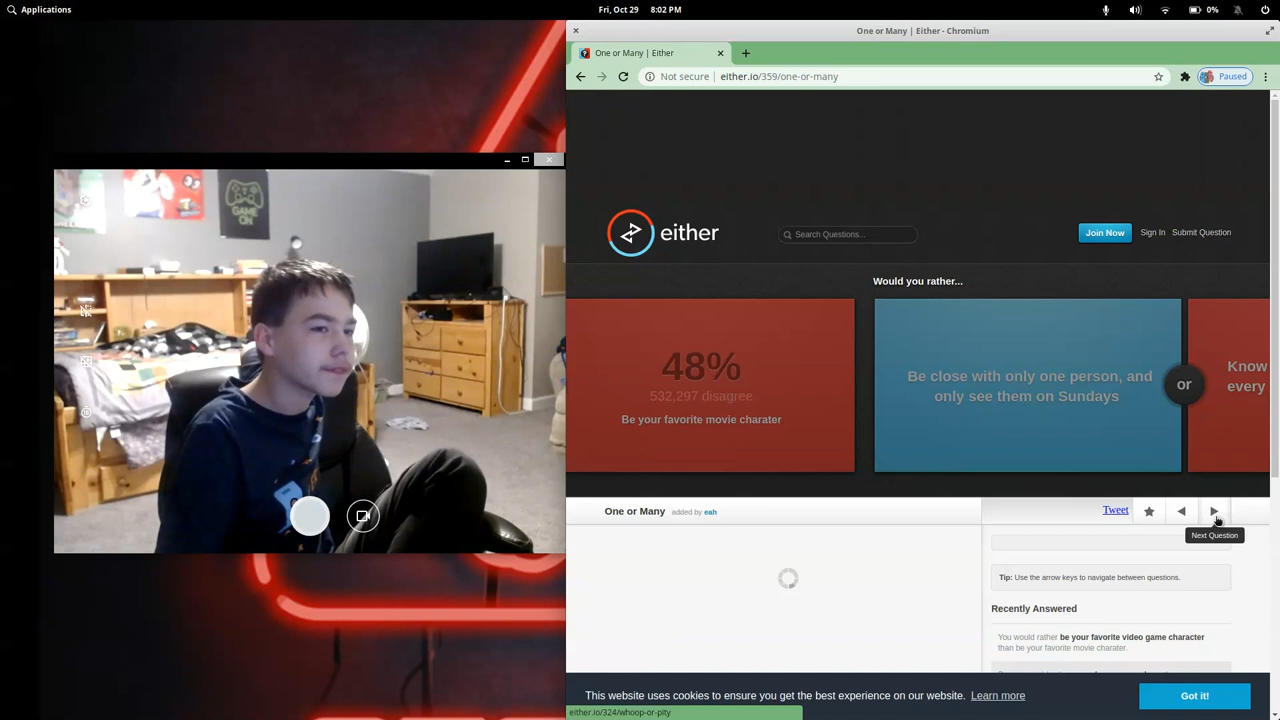 Applications
Fri, Oct 29 8:02 PM
0%
One or Many | Either - Chromium
One or Many | Either
Not secure
either.io/359/one-or-many
Paused
GAME
ON
either
Search Questions...
Join Now
Sign In
Submit Question
Would you rather...
48%
532,297 disagree
Be your favorite movie charater
Be close with only one person, and
only see them on Sundays
or
Know
every
One or Many added by eah
Tweet
Next Question
Tip: Use the arrow keys to navigate between questions.
Recently Answered
You would rather be your favorite video game character
than be your favorite movie charater.
This website uses cookies to ensure you get the best experience on our website. Learn more
Got it!
either.io/324/whoop-or-pity